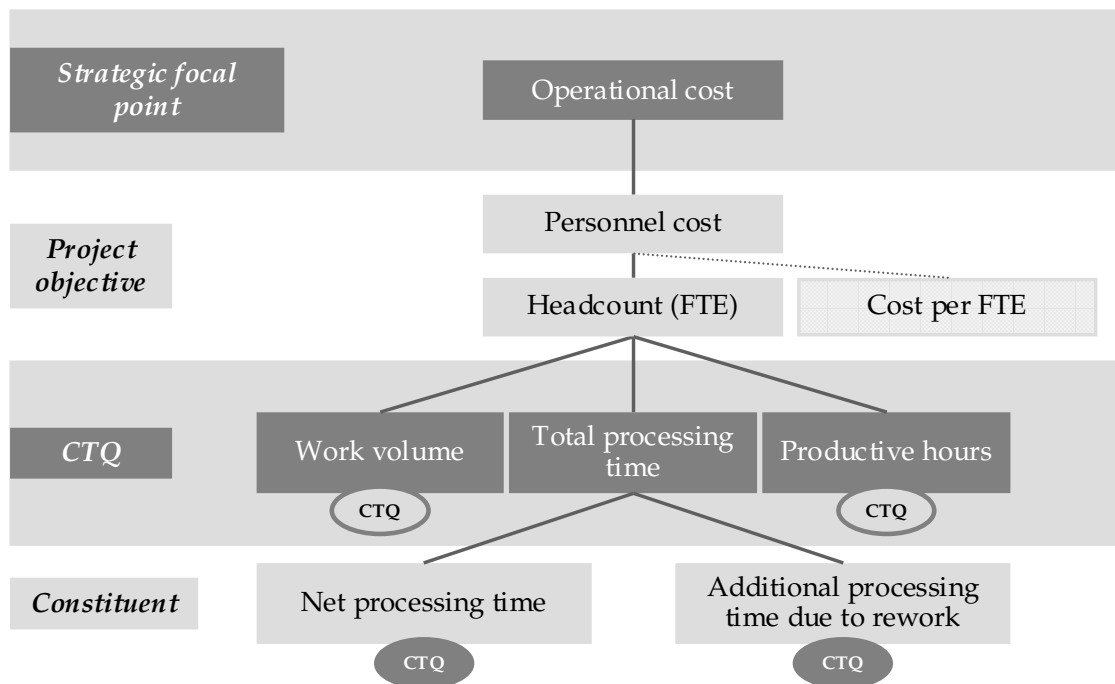 Strategic focal
point
Operational cost
Personnel cost
Project
objective
Headcount (FTE)
Cost per FTE
CTQ
Work volume
Total processing
time
Productive hours
CTQ
CTQ
Constituent
Net processing time
Additional processing
time due to rework
CTQ
CTQ